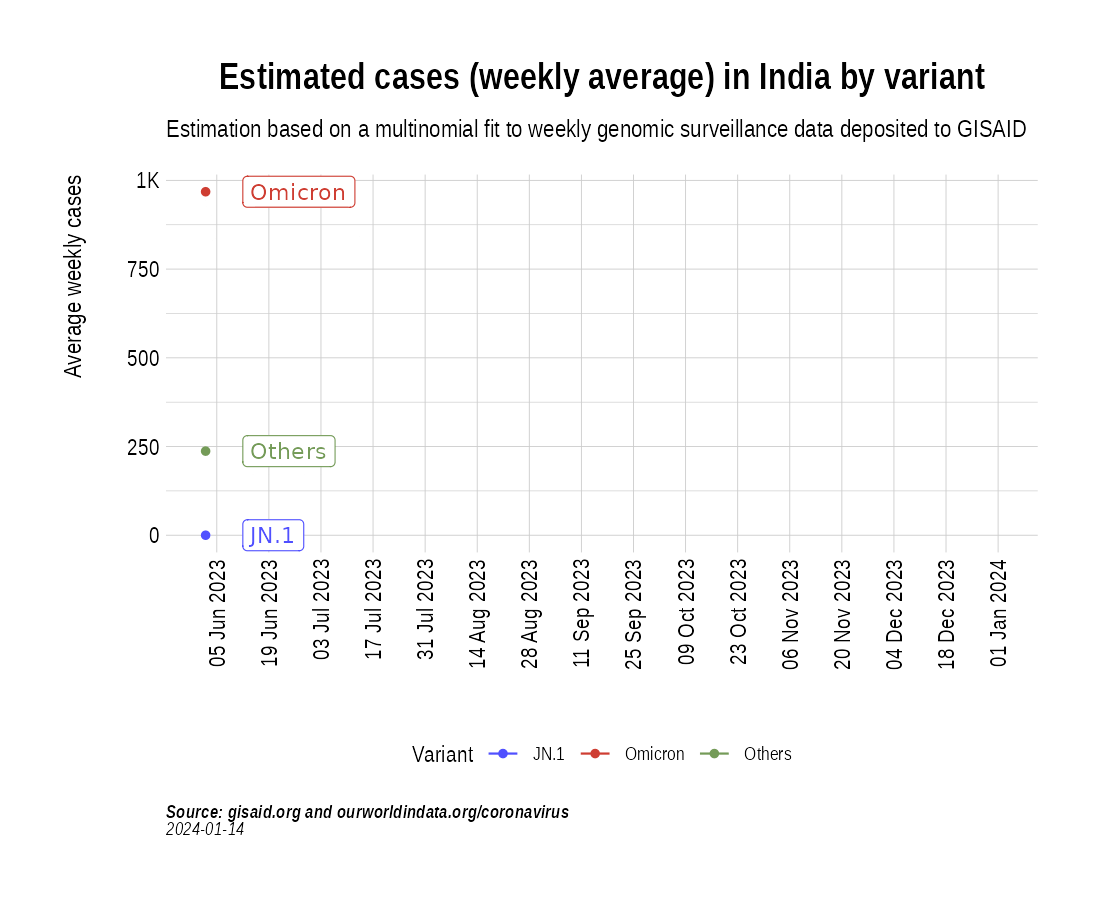 Estimated cases (weekly average) in India by variant
Estimation based on a multinomial fit to weekly genomic surveillance data deposited to GISAID
Average weekly cases
1K
750
500
250
0
Omicron
Others
JN.1
05 Jun 2023
19 Jun 2023
03 Jul 2023
17 Jul 2023
31 Jul 2023
14 Aug 2023
28 Aug 2023
11 Sep 2023
25 Sep 2023
09 Oct 2023
23 Oct 2023
06 Nov 2023
20 Nov 2023
04 Dec 2023
18 Dec 2023
01 Jan 2024
Variant JN.1 Omicron Others
Source: gisaid.org and ourworldindata.org/coronavirus
2024-01-14